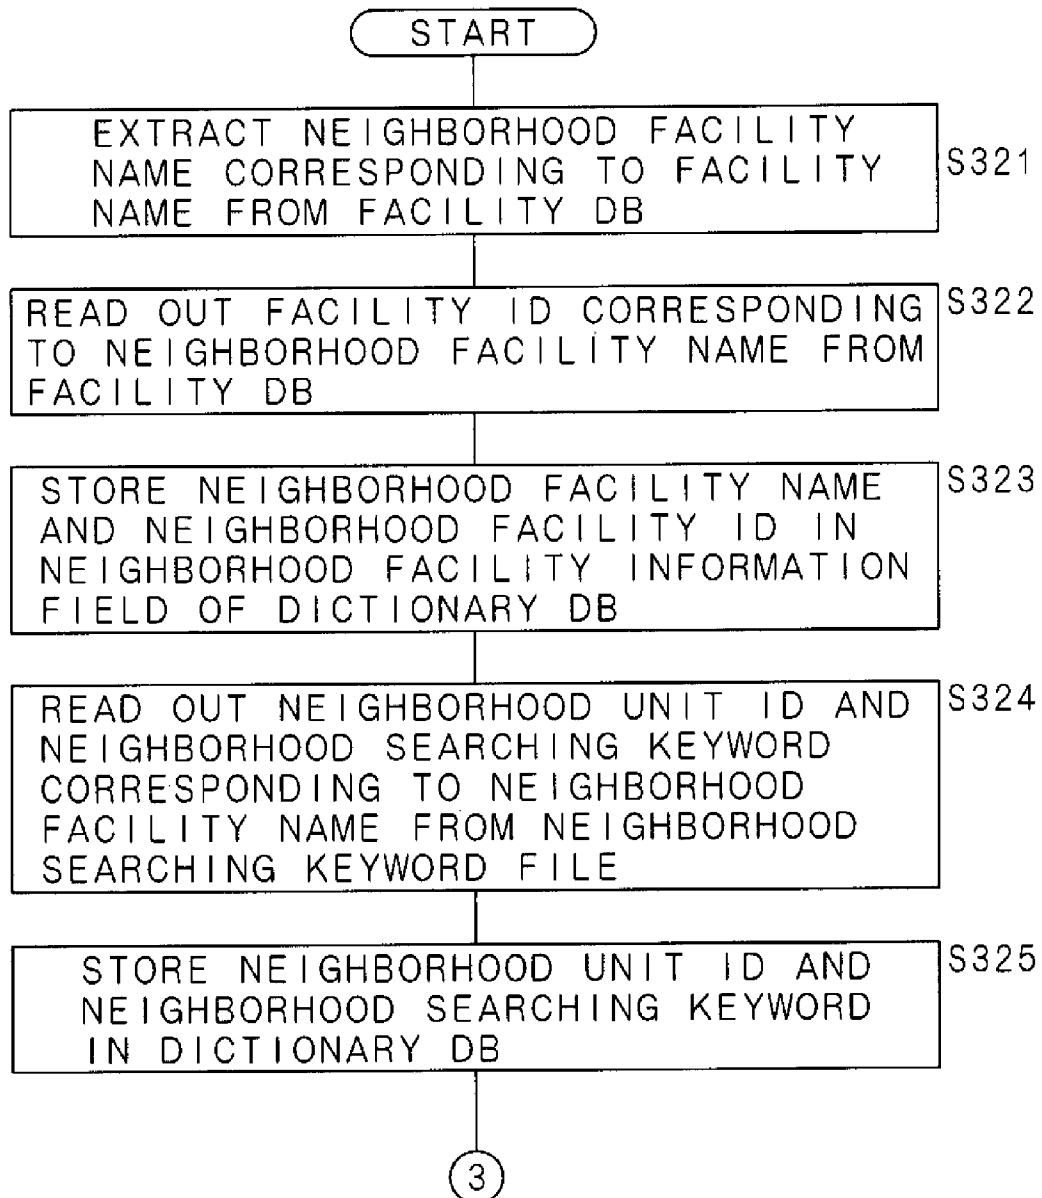 START
EXTRACT NEIGHBORHOOD FACILITY
NAME CORRESPONDING TO FACILITY
NAME FROM FACILITY DB
S321
READ OUT FACILITY ID CORRESPONDING
TO NEIGHBORHOOD FACILITY NAME FROM
FACILITY DB
S322
STORE NEIGHBORHOOD FACILITY NAME
AND NEIGHBORHOOD FACILITY ID IN
NEIGHBORHOOD FACILITY INFORMATION
FIELD OF DICTIONARY DB
S323
READ OUT NEIGHBORHOOD UNIT ID AND
NEIGHBORHOOD SEARCHING KEYWORD
CORRESPONDING TO NEIGHBORHOOD
FACILITY NAME FROM NEIGHBORHOOD
SEARCHING KEYWORD FILE
S324
STORE NEIGHBORHOOD UNIT ID AND
NEIGHBORHOOD SEARCHING KEYWORD
IN DICTIONARY DB
S325
3